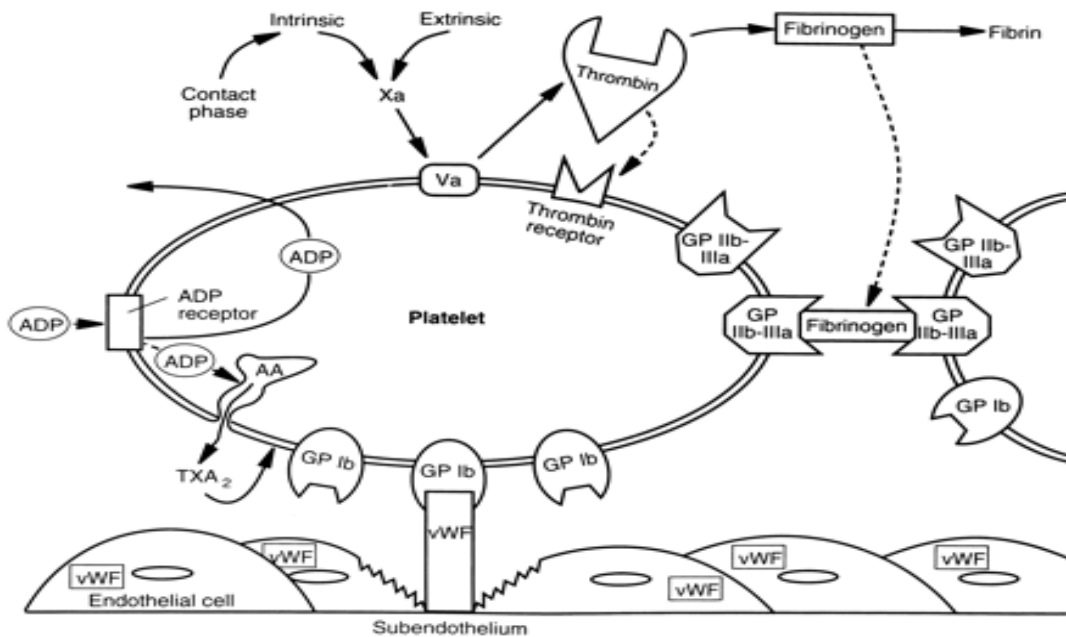 Intrinsic
Extrinsic
Fibrinogen
Fibrin
Thrombin
Contact
phase
Xa
Va
Thrombin
receptor
GP IIb-
IIIa
GP IIb-
IIIa
ADP
ADP
receptor
ADP
Platelet
GP
IIb-IIIa
Fibrinogen
GP
IIb-IIIa
ADP
AA
GP Ib
TXA2
GP Ib
GP Ib
GP Ib
vWF
vWF
vWF
vWF
vWF
vWF
vWF
Endothelial cell
Subendothelium